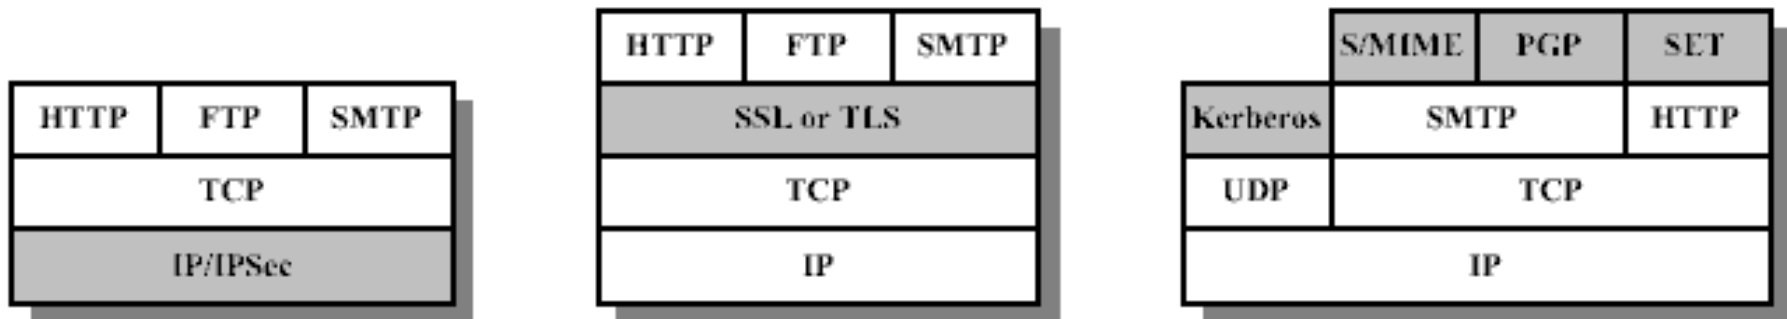 HTTP FTP SMTP
TCP
IP/IPSec
HTTP FTP SMTP
SSL or TLS
TCP
IP
S/MIME PGP SET
Kerberos SMTP HTTP
UDP TCP
IP